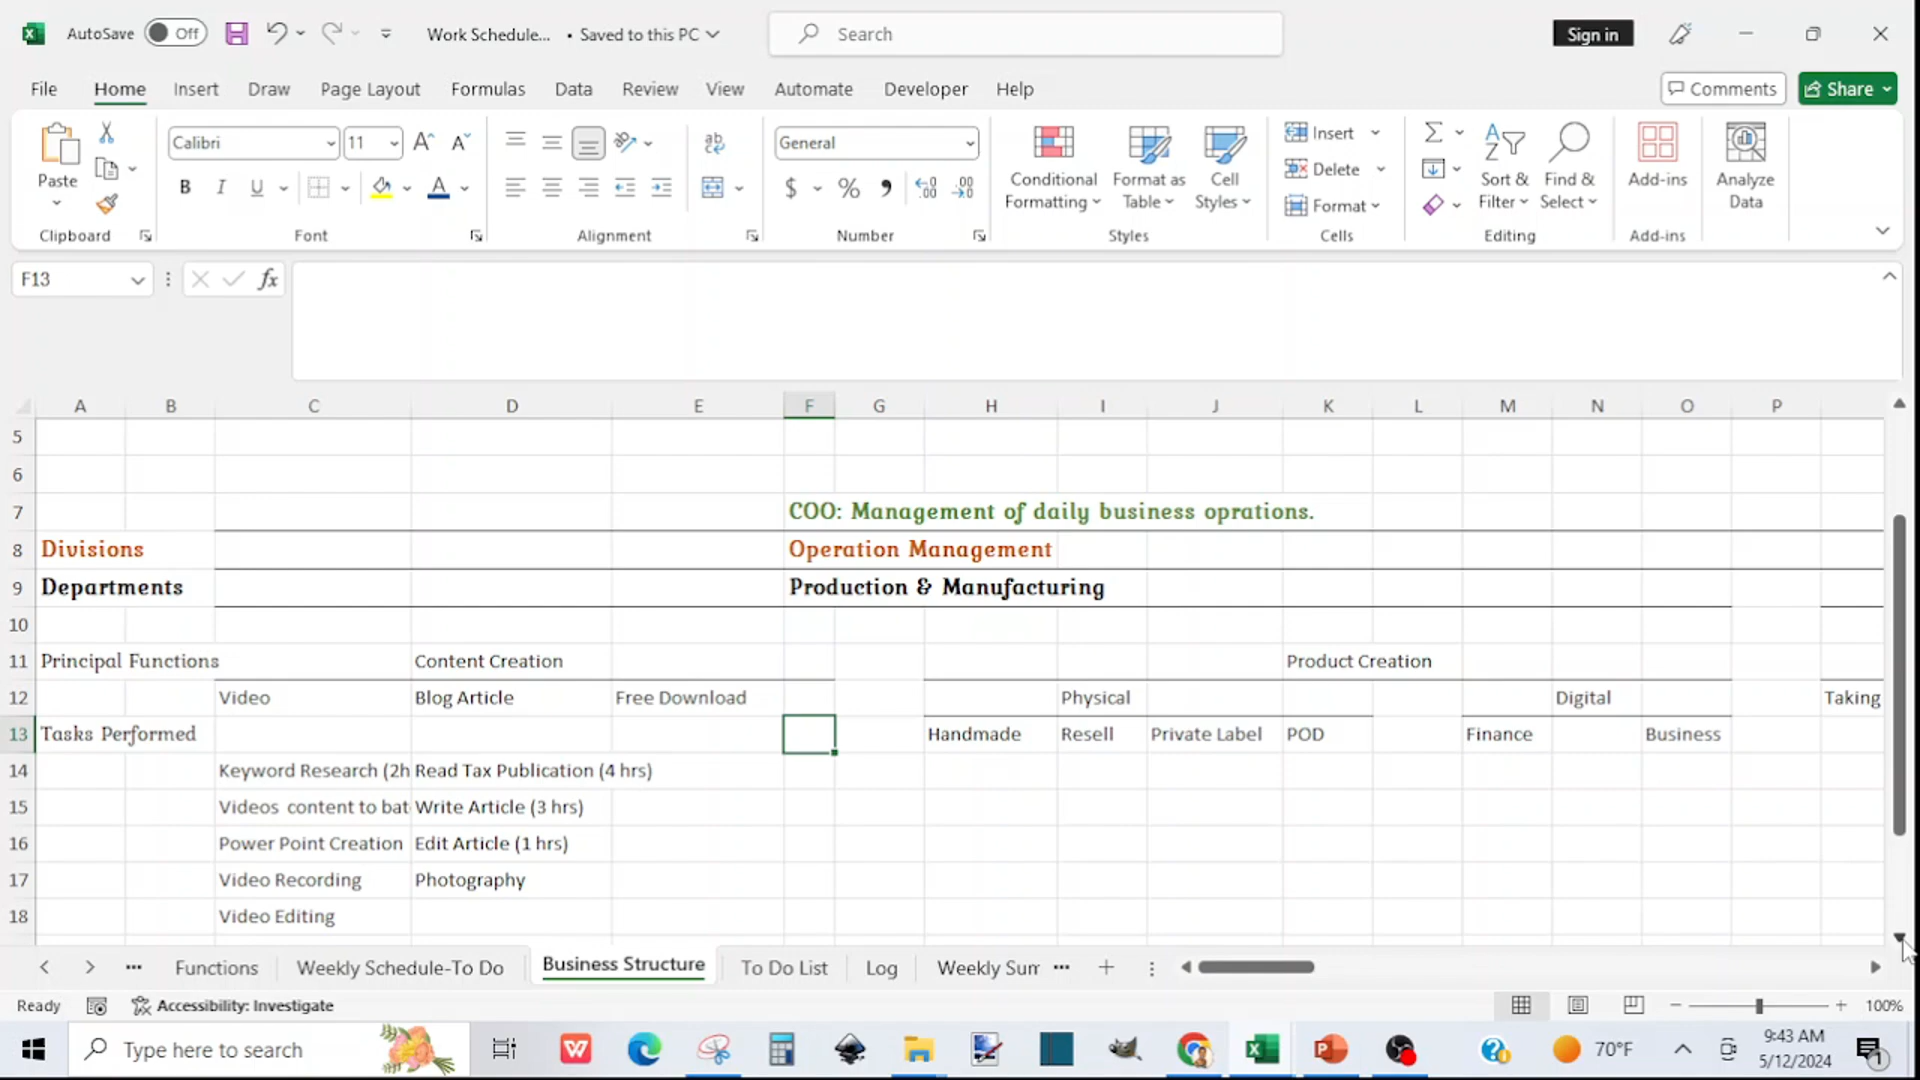 AutoSave Off Work Schedule... • Saved to this PC Search Sign in
File Home Insert Draw Page Layout Formulas Data Review View Automate Developer Help Comments Share
Paste Calibri 11 General Conditional Formatting Format as Table Cell Styles Insert Delete Format Sort & Filter Find & Select Add-ins Analyze Data
B I U A $ % 
Clipboard Font Alignment Number Styles Cells Editing Add-ins
F13 fx
A B C D E F G H I J K L M N O P
5
6
7 COO: Management of daily business oprations.
8 Divisions Operation Management
9 Departments Production & Manufacturing
10
11 Principal Functions Content Creation Product Creation
12 Video Blog Article Free Download Physical Digital Taking
13 Tasks Performed Handmade Resell Private Label POD Finance Business
14 Keyword Research (2h Read Tax Publication (4 hrs)
15 Videos content to bat Write Article (3 hrs)
16 Power Point Creation Edit Article (1 hrs)
17 Video Recording Photography
18 Video Editing
... Functions Weekly Schedule-To Do Business Structure To Do List Log Weekly Sum ...
Ready Accessibility: Investigate 100%
Type here to search 70°F 9:43 AM
5/12/2024